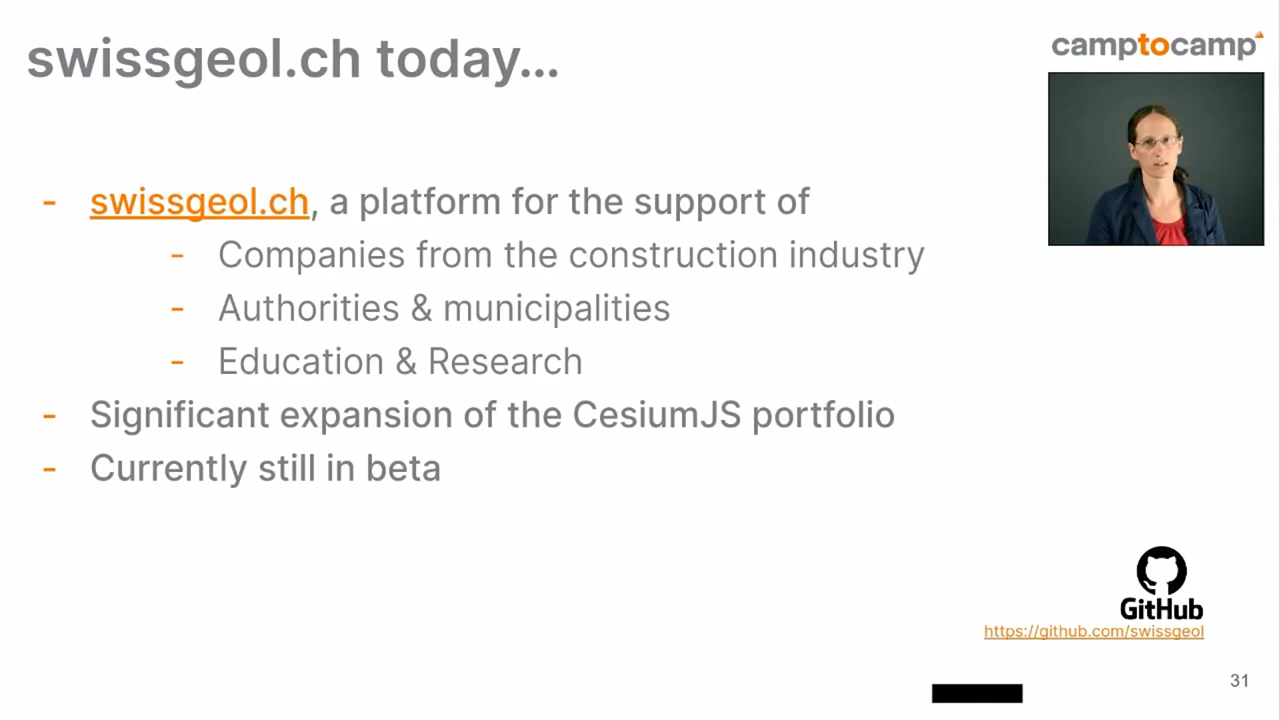 swissgeol.ch today...
camptocamp
- swissgeol.ch, a platform for the support of
- Companies from the construction industry
- Authorities & municipalities
- Education & Research
- Significant expansion of the CesiumJS portfolio
- Currently still in beta
GitHub
https://github.com/swissgeol
31